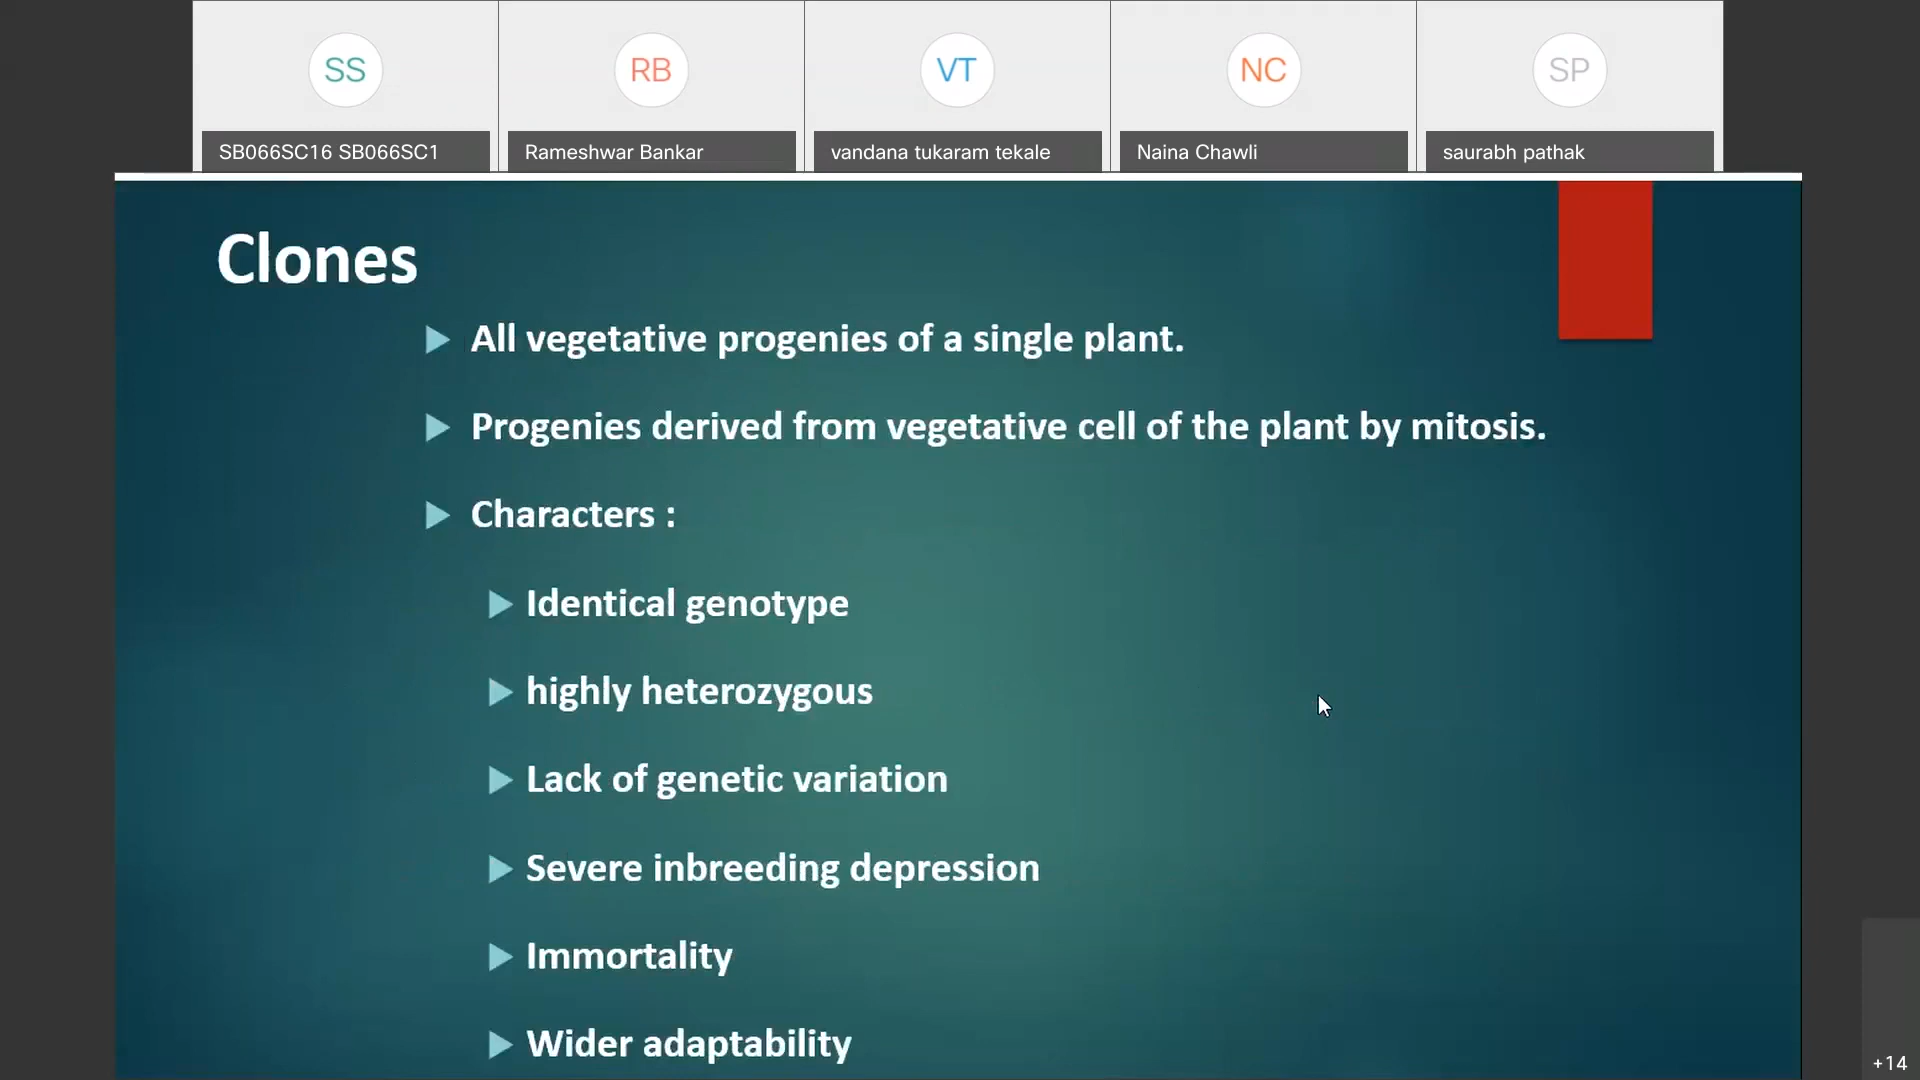 SS
RB
VT
NC
SP
SB066SC16 SB066SC1
Rameshwar Bankar
vandana tukaram tekale
Naina Chawli
saurabh pathak
Clones
All vegetative progenies of a single plant.
Progenies derived from vegetative cell of the plant by mitosis.
Characters :
Identical genotype
highly heterozygous
Lack of genetic variation
Severe inbreeding depression
Immortality
Wider adaptability
+14